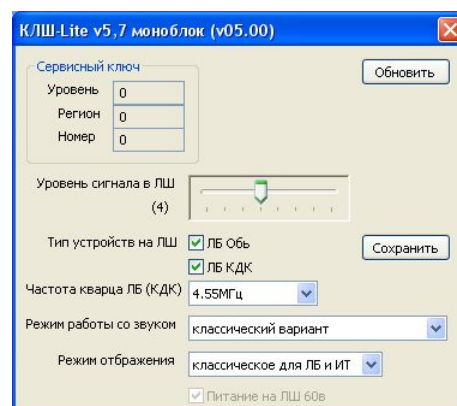 КЛШ-Lite v5,7 моноблок (v05.00)
Сервисный ключ
Уровень 0
Регион 0
Номер 0
Обновить
Уровень сигнала в ЛШ
(4)
Тип устройств на ЛШ ЛБ Обь
ЛБ КДК
Сохранить
Частота кварца ЛБ (КДК) 4.55МГц
Режим работы со звуком классический вариант
Режим отбражения классическое для ЛБ и ИТ
Питание на ЛШ 60в